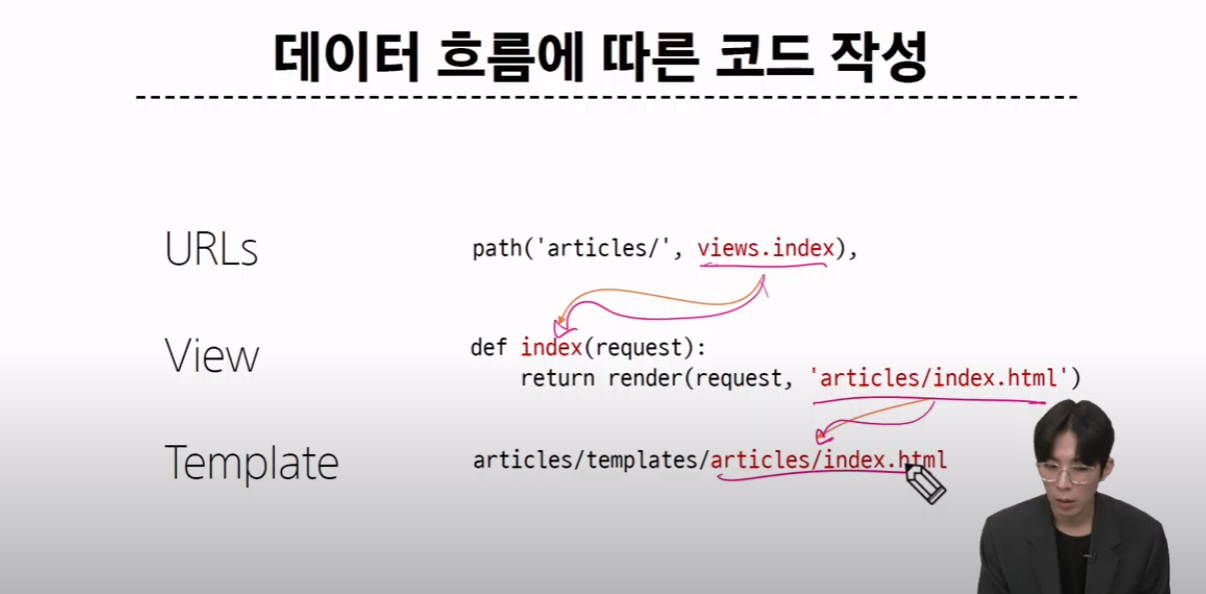 데이터 흐름에 따른 코드 작성
URLs
path('articles/', views.index),
View
def index(request):
return render(request, 'articles/index.html')
Template
articles/templates/articles/index.html